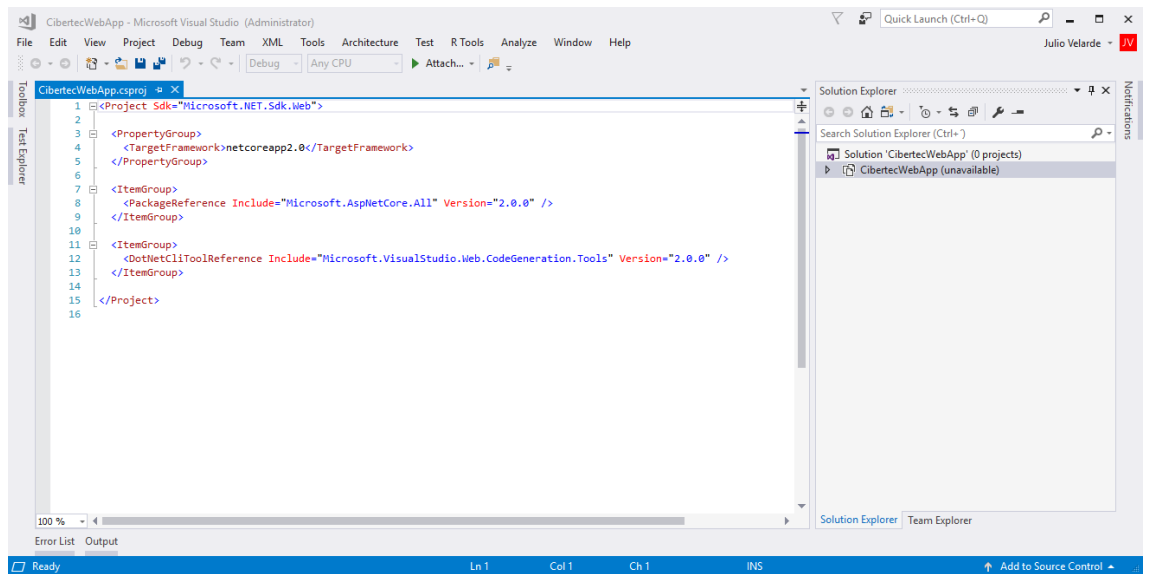 CibertecWebApp - Microsoft Visual Studio (Administrator)
Quick Launch (Ctrl+Q)
File Edit View Project Debug Team XML Tools Architecture Test R Tools Analyze Window Help
Julio Velarde JV
Debug Any CPU Attach...
Toolbox
Test Explorer
CibertecWebApp.csproj
1 <Project Sdk="Microsoft.NET.Sdk.Web">
2
3 <PropertyGroup>
4 <TargetFramework>netcoreapp2.0</TargetFramework>
5 </PropertyGroup>
6
7 <ItemGroup>
8 <PackageReference Include="Microsoft.AspNetCore.All" Version="2.0.0" />
9 </ItemGroup>
10
11 <ItemGroup>
12 <DotNetCliToolReference Include="Microsoft.VisualStudio.Web.CodeGeneration.Tools" Version="2.0.0" />
13 </ItemGroup>
14
15 </Project>
16
100 %
Solution Explorer
Search Solution Explorer (Ctrl+´)
Solution 'CibertecWebApp' (0 projects)
CibertecWebApp (unavailable)
Solution Explorer Team Explorer
Notifications
Error List Output
Ready Ln 1 Col 1 Ch 1 INS Add to Source Control